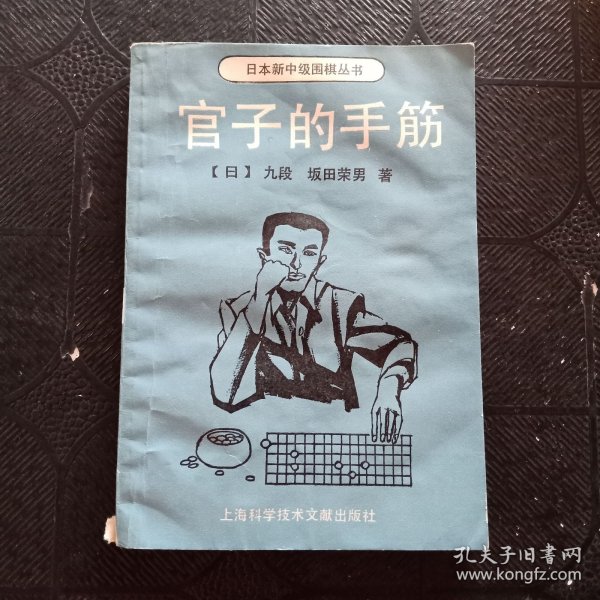 日本新中级围棋丛书
官子的手筋
【日】九段 坂田荣男 著
上海科学技术文献出版社
孔夫子旧书网
www.kongfz.com